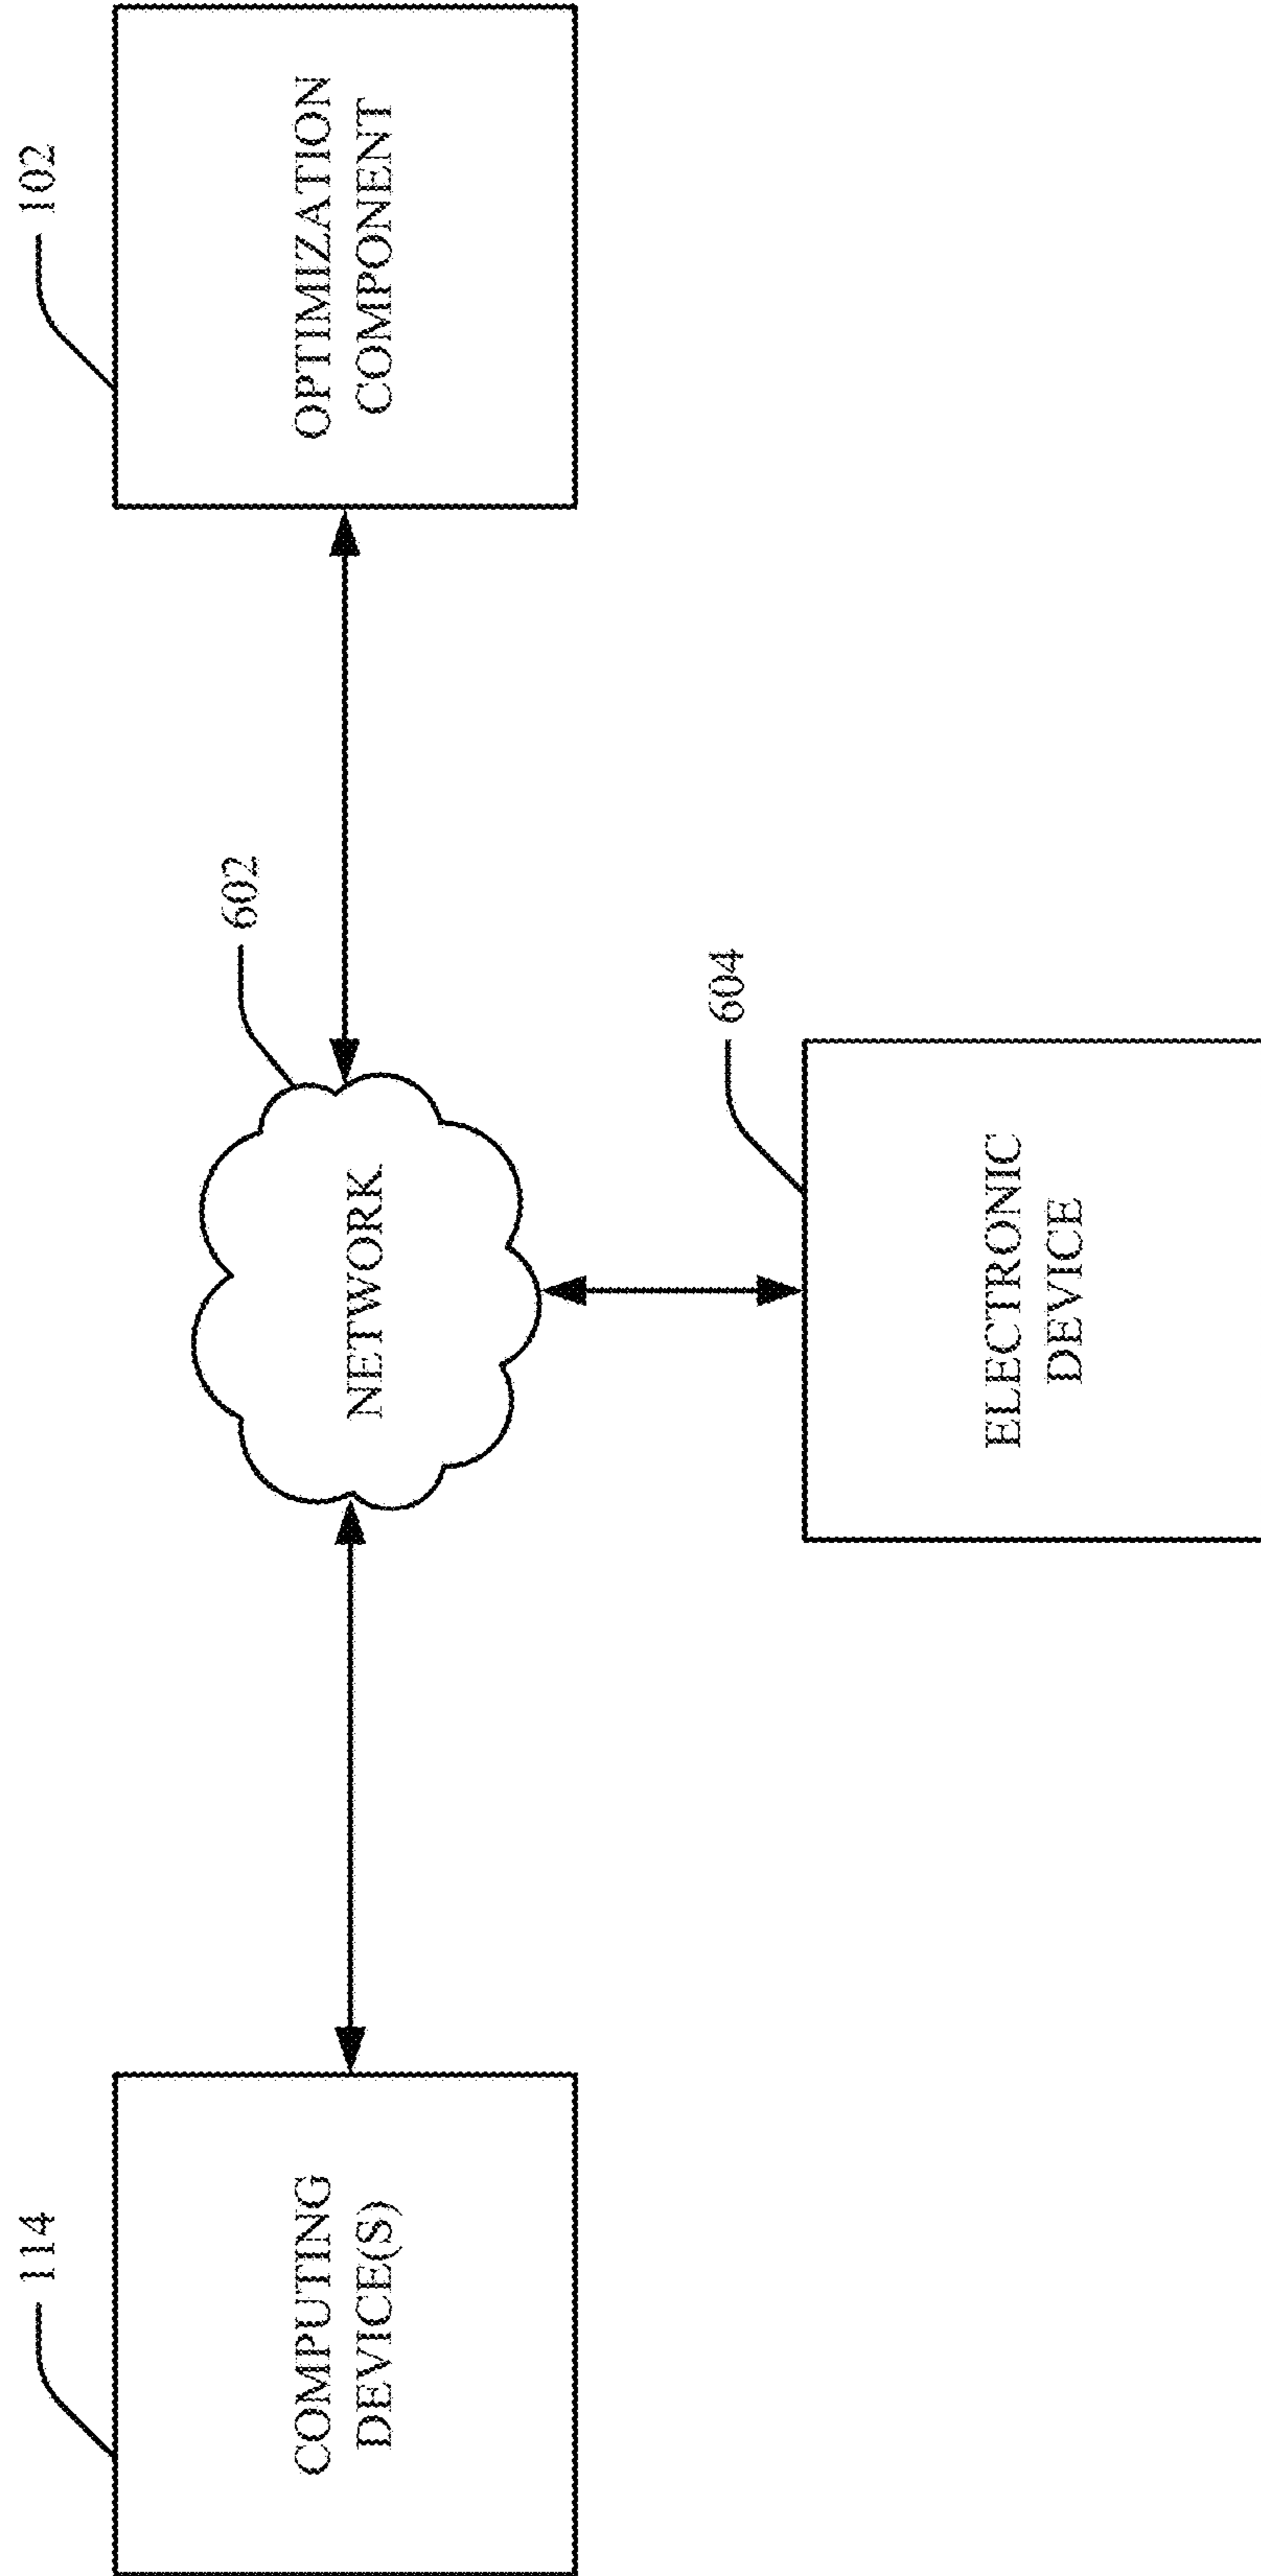 114
COMPUTING
DEVICE(S)
602
NETWORK
102
OPTIMIZATION
COMPONENT
604
ELECTRONIC
DEVICE